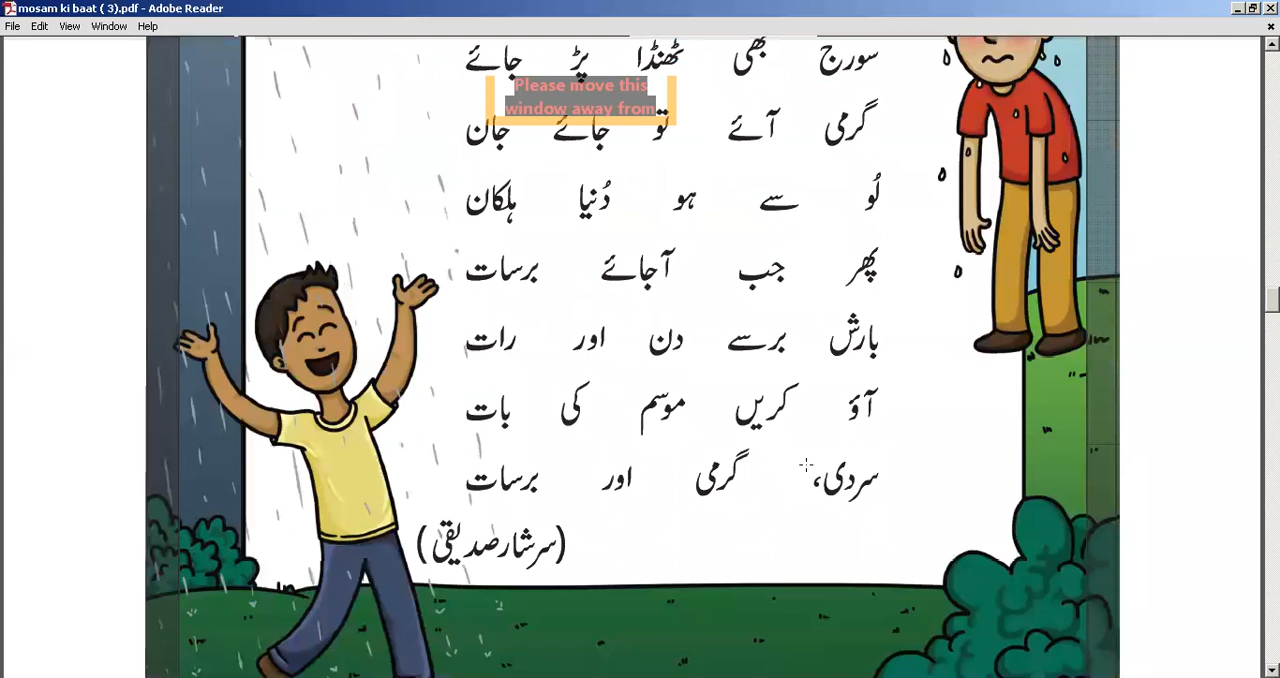 mosam ki baat ( 3).pdf - Adobe Reader
File Edit View Window Help
سورج بھی ٹھنڈا پڑ جائے
Please move this
window away from
گرمی آئے تو جائے جان
لُو سے ہو دُنیا ہلکان
پھر جب آجائے برسات
بارش برسے دن اور رات
آؤ کریں موسم کی بات
سردی، گرمی اور برسات
(سرشار صدیقی)